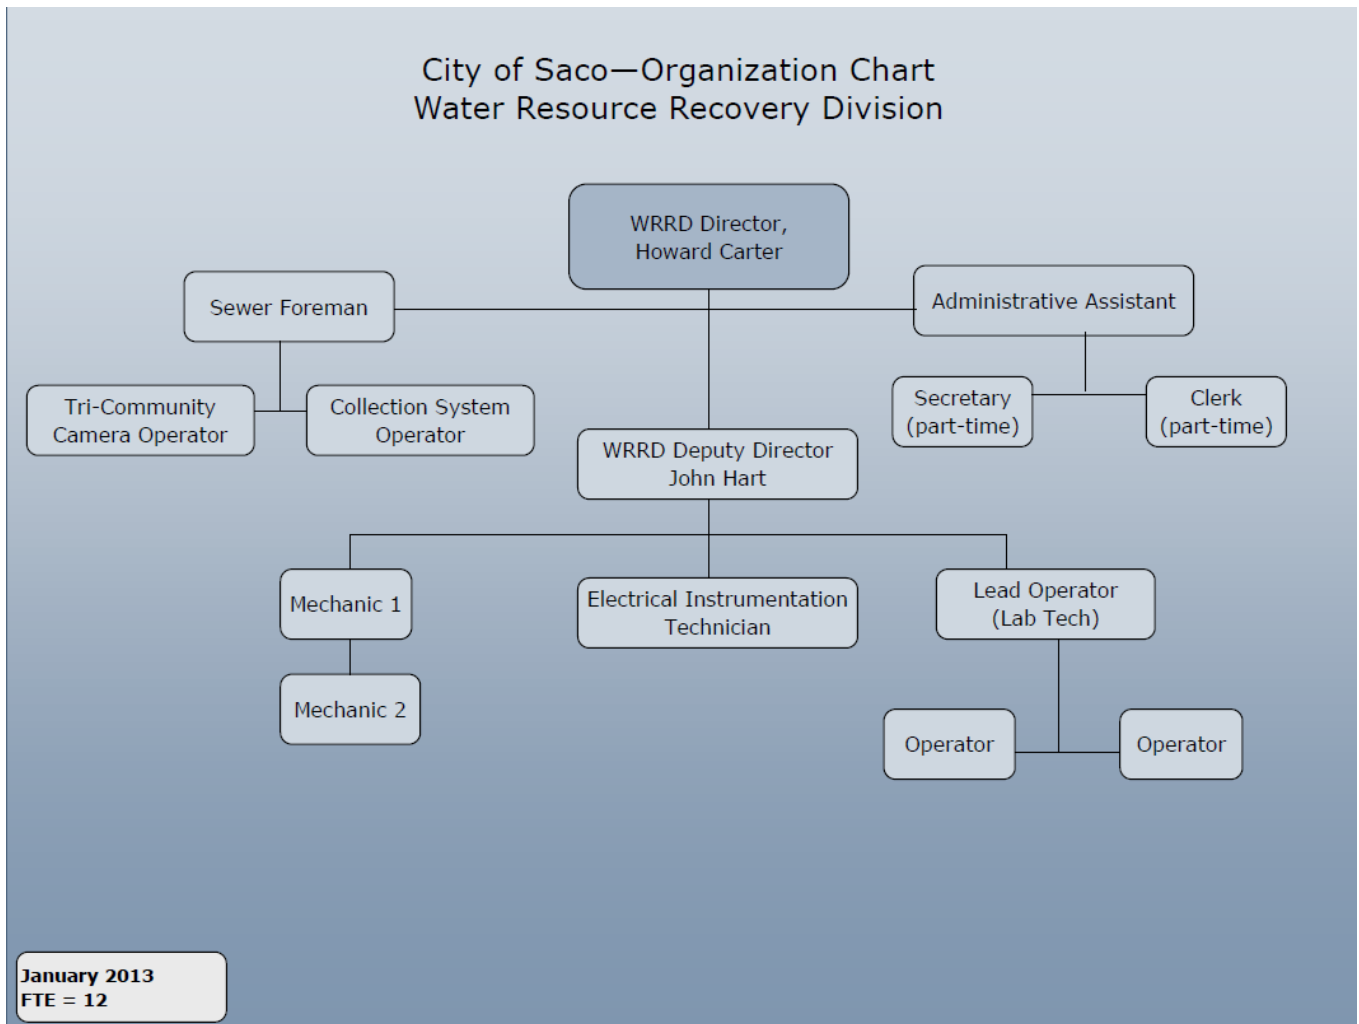 City of Saco—Organization Chart
Water Resource Recovery Division
WRRD Director,
Howard Carter
Sewer Foreman
Administrative Assistant
Tri-Community
Camera Operator
Collection System
Operator
Secretary
(part-time)
Clerk
(part-time)
WRRD Deputy Director
John Hart
Mechanic 1
Electrical Instrumentation
Technician
Lead Operator
(Lab Tech)
Mechanic 2
Operator
Operator
January 2013
FTE = 12